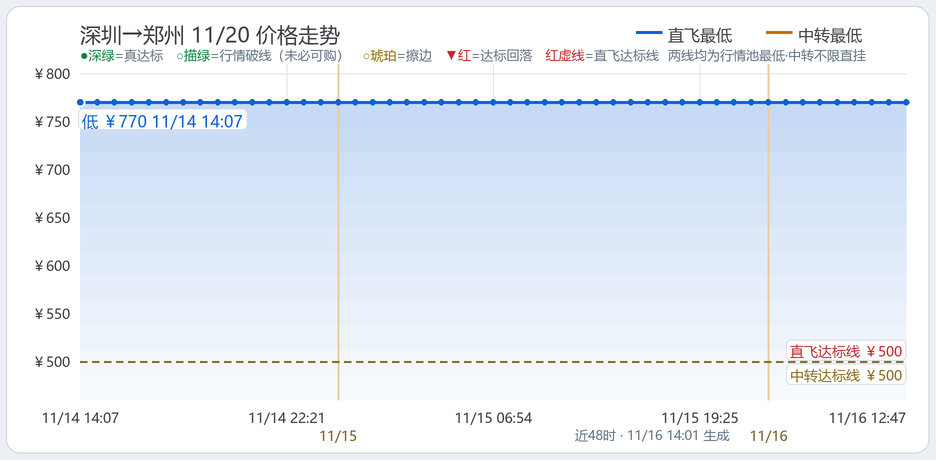 深圳→郑州 11/20 价格走势
直飞最低 中转最低
●深绿=真达标 ○描绿=行情破线（未必可购） ○琥珀=擦边 ▼红=达标回落 红虚线=直飞达标线 两线均为行情池最低·中转不限直挂
￥800
￥750
低 ￥770 11/14 14:07
￥700
￥650
￥600
￥550
￥500
直飞达标线 ￥500
中转达标线 ￥500
11/14 14:07 11/14 22:21 11/15 06:54 11/15 19:25 11/16 12:47
11/15 近48时 · 11/16 14:01 生成 11/16